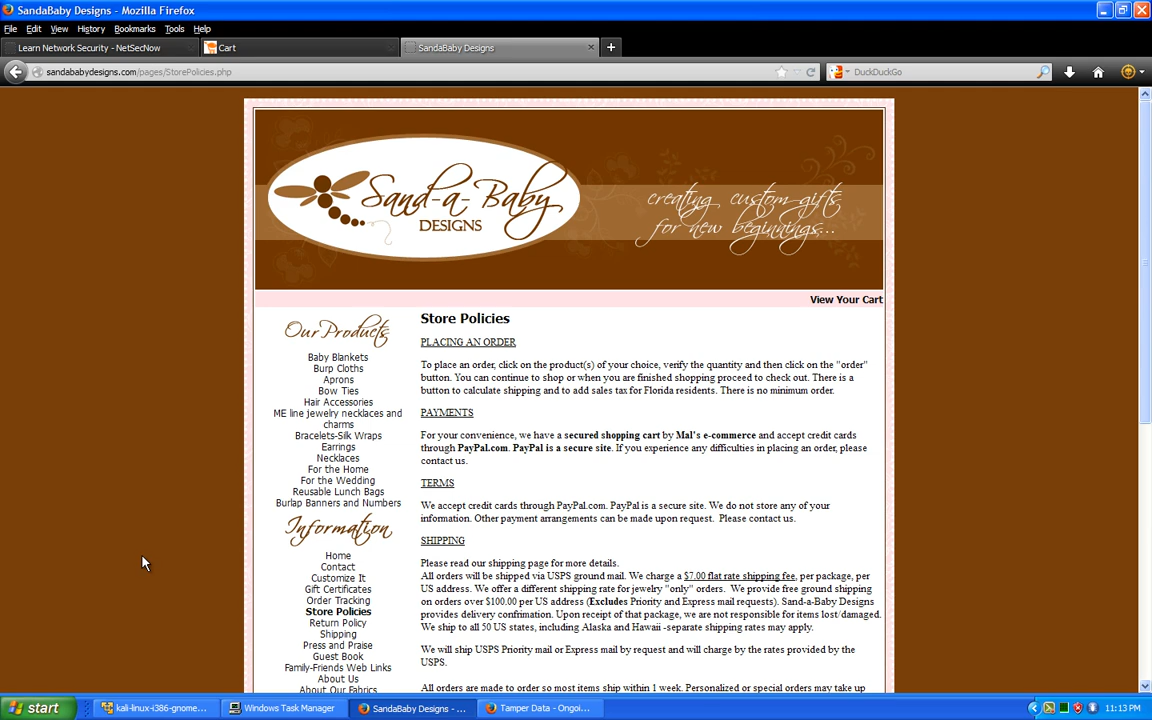 SandaBaby Designs - Mozilla Firefox
File Edit View History Bookmarks Tools Help
Learn Network Security - NetSecNow
Cart
SandaBaby Designs
sandababydesigns.com/pages/StorePolicies.php
DuckDuckGo
Sand-a-Baby
DESIGNS
creating custom gifts
for new beginnings...
View Your Cart
Our Products
Baby Blankets
Burp Cloths
Aprons
Bow Ties
Hair Accessories
ME line jewelry necklaces and
charms
Bracelets-Silk Wraps
Earrings
Necklaces
For the Home
For the Wedding
Reusable Lunch Bags
Burlap Banners and Numbers
Information
Home
Contact
Customize It
Gift Certificates
Order Tracking
Store Policies
Return Policy
Shipping
Press and Praise
Guest Book
Family-Friends Web Links
About Us
About Our Fabrics
Store Policies
PLACING AN ORDER
To place an order, click on the product(s) of your choice, verify the quantity and then click on the "order"
button. You can continue to shop or when you are finished shopping proceed to check out. There is a
button to calculate shipping and to add sales tax for Florida residents. There is no minimum order.
PAYMENTS
For your convenience, we have a secured shopping cart by Mal's e-commerce and accept credit cards
through PayPal.com. PayPal is a secure site. If you experience any difficulties in placing an order, please
contact us.
TERMS
We accept credit cards through PayPal.com. PayPal is a secure site. We do not store any of your
information. Other payment arrangements can be made upon request. Please contact us.
SHIPPING
Please read our shipping page for more details.
All orders will be shipped via USPS ground mail. We charge a $7.00 flat rate shipping fee, per package, per
US address. We offer a different shipping rate for jewelry "only" orders. We provide free ground shipping
on orders over $100.00 per US address (Excludes Priority and Express mail requests). Sand-a-Baby Designs
provides delivery confrimation. Upon receipt of that package, we are not responsible for items lost/damaged.
We ship to all 50 US states, including Alaska and Hawaii -separate shipping rates may apply.
We will ship USPS Priority mail or Express mail by request and will charge by the rates provided by the
USPS.
All orders are made to order so most items ship within 1 week. Personalized or special orders may take up
start
kali-linux-i386-gnome...
Windows Task Manager
SandaBaby Designs - ...
Tamper Data - Ongoi...
11:13 PM